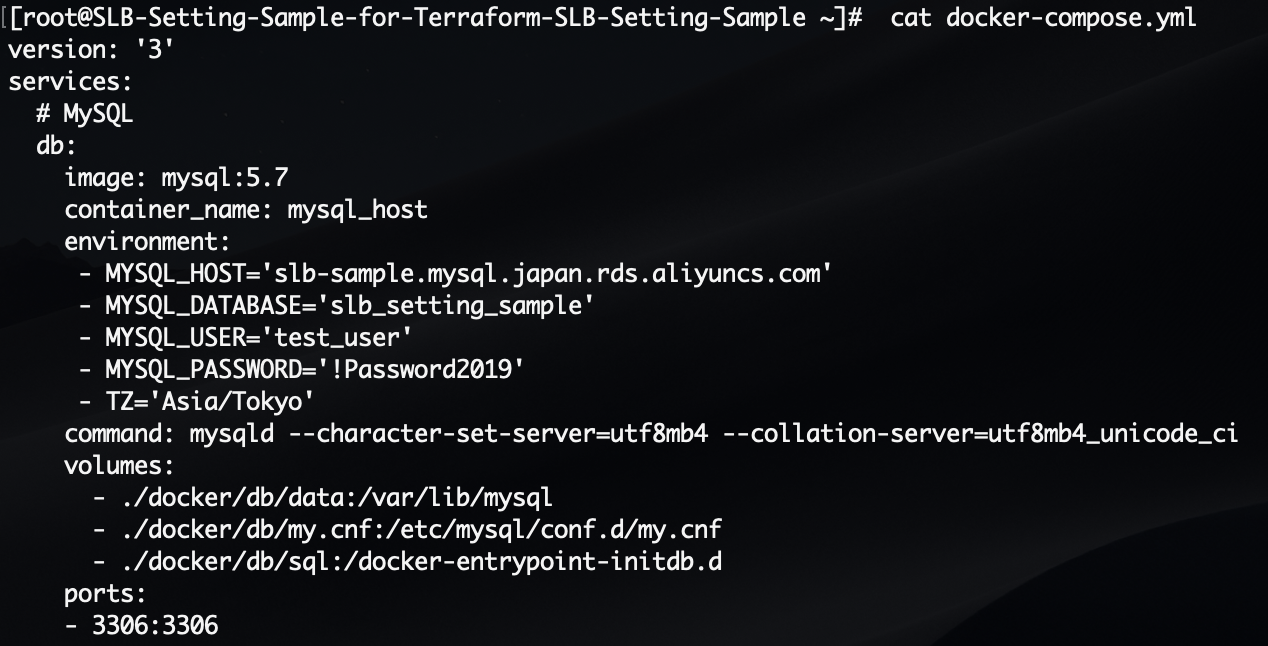 [[root@SLB-Setting-Sample-for-Terraform-SLB-Setting-Sample ~]#  cat docker-compose.yml
version: '3'
services:
  # MySQL
  db:
    image: mysql:5.7
    container_name: mysql_host
    environment:
     - MYSQL_HOST='slb-sample.mysql.japan.rds.aliyuncs.com'
     - MYSQL_DATABASE='slb_setting_sample'
     - MYSQL_USER='test_user'
     - MYSQL_PASSWORD='!Password2019'
     - TZ='Asia/Tokyo'
    command: mysqld --character-set-server=utf8mb4 --collation-server=utf8mb4_unicode_ci
    volumes:
      - ./docker/db/data:/var/lib/mysql
      - ./docker/db/my.cnf:/etc/mysql/conf.d/my.cnf
      - ./docker/db/sql:/docker-entrypoint-initdb.d
    ports:
    - 3306:3306